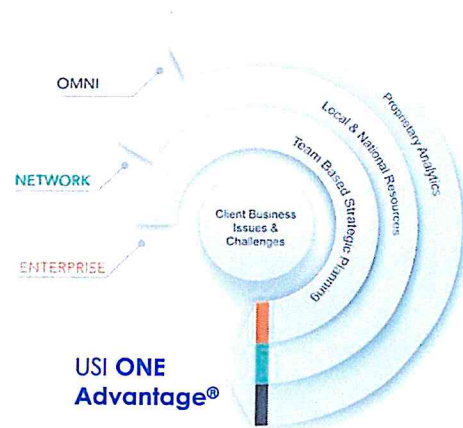 OMNI
NETWORK
ENTERPRISE
Proprietary Analytics
Local & National Resources
Team Based Strategic Planning
Client Business
Issues &
Challenges
USI ONE
Advantage®